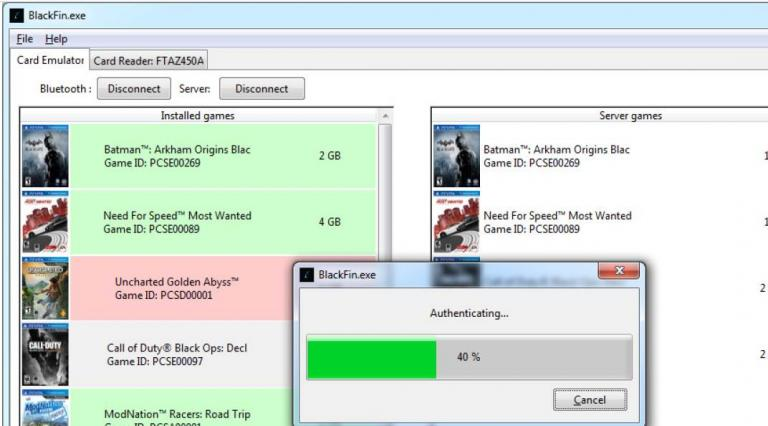 BlackFin.exe
File Help
Card Emulator Card Reader: FTAZ450A
Bluetooth : Disconnect Server: Disconnect
Installed games
Batman™: Arkham Origins Blac
Game ID: PCSE00269
2 GB
Need For Speed™ Most Wanted
Game ID: PCSE00089
4 GB
Uncharted Golden Abyss™
Game ID: PCSD00001
Call of Duty® Black Ops: Decl
Game ID: PCSE00097
ModNation™ Racers: Road Trip
Server games
Batman™: Arkham Origins Blac
Game ID: PCSE00269
1
Need For Speed™ Most Wanted
Game ID: PCSE00089
1
2
2
BlackFin.exe
Authenticating...
40 %
Cancel